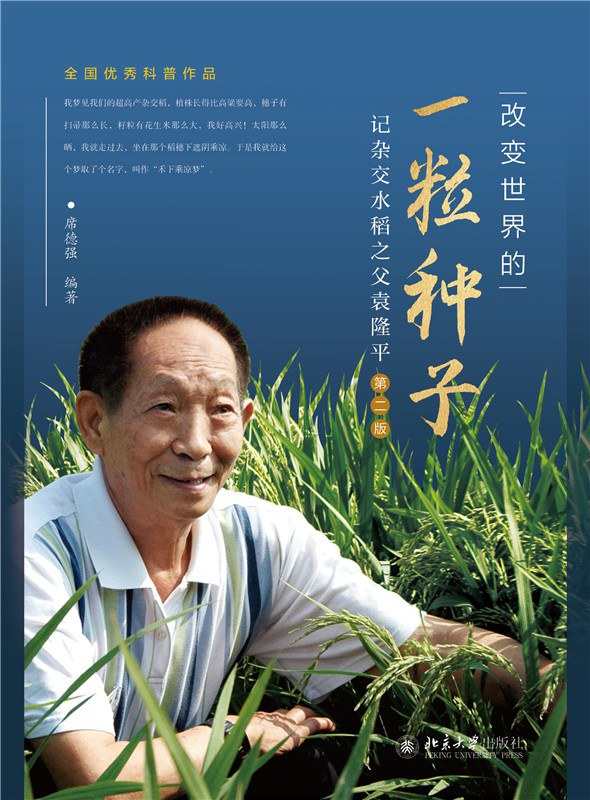 全国优秀科普作品
我梦见我们的超高产杂交稻，植株长得比高粱要高，穗子有
扫帚那么长，籽粒有花生米那么大，我好高兴！太阳那么
晒，我就走过去，坐在那个稻穗下遮阴乘凉。于是我就给这
个梦取了个名字，叫作“禾下乘凉梦”。
席德强 编著
改变世界的
一粒种子
记杂交水稻之父袁隆平
第二版
北京大学出版社
PEKING UNIVERSITY PRESS